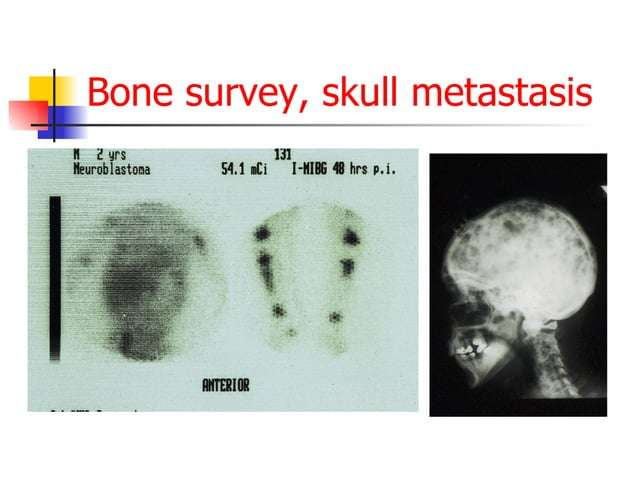 Bone survey, skull metastasis
M 2 yrs 131
Neuroblastoma 54.1 mCi I-MIBG 48 hrs p.i.
ANTERIOR